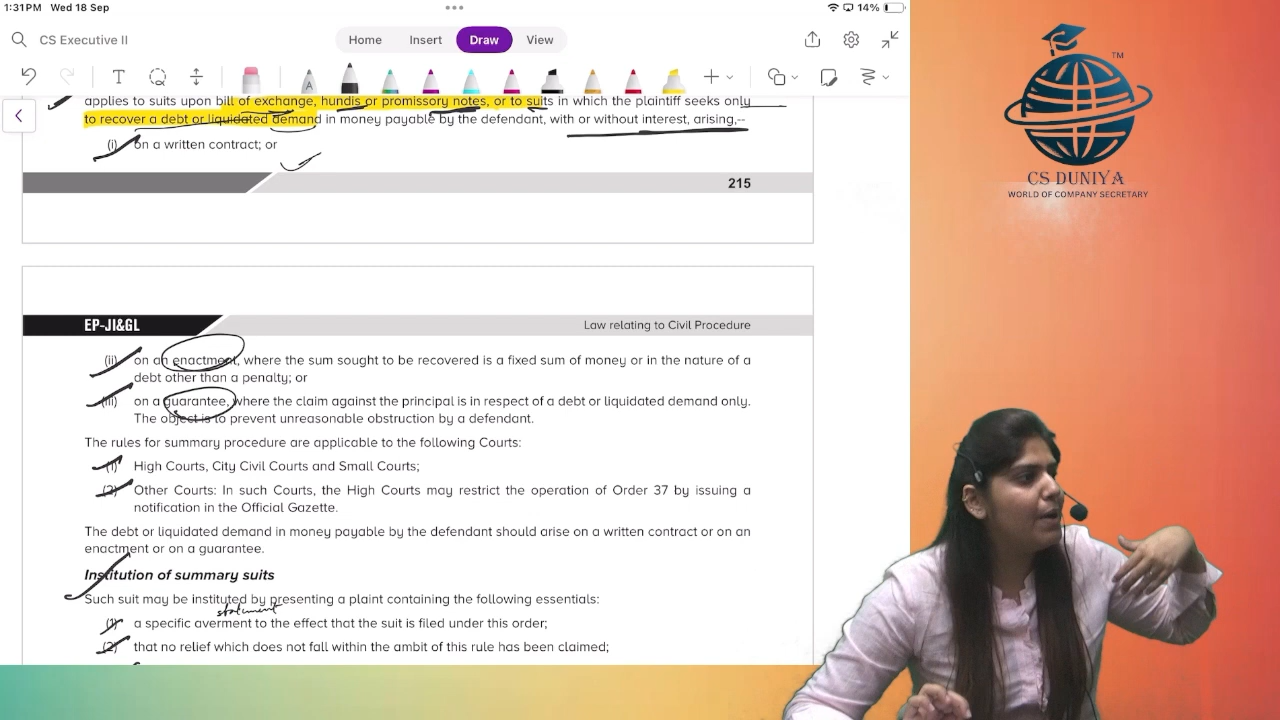 1:31PM Wed 18 Sep
14%
CS Executive II
Home Insert Draw View
applies to suits upon bill of exchange, hundis or promissory notes, or to suits in which the plaintiff seeks only
to recover a debt or liquidated demand in money payable by the defendant, with or without interest, arising,--
(i) on a written contract; or
215
EP-JI&GL
Law relating to Civil Procedure
(ii) on an enactment, where the sum sought to be recovered is a fixed sum of money or in the nature of a
debt other than a penalty; or
(iii) on a guarantee, where the claim against the principal is in respect of a debt or liquidated demand only.
The object is to prevent unreasonable obstruction by a defendant.
The rules for summary procedure are applicable to the following Courts:
(1) High Courts, City Civil Courts and Small Courts;
(2) Other Courts: In such Courts, the High Courts may restrict the operation of Order 37 by issuing a
notification in the Official Gazette.
The debt or liquidated demand in money payable by the defendant should arise on a written contract or on an
enactment or on a guarantee.
Institution of summary suits
Such suit may be instituted by presenting a plaint containing the following essentials:
statement
(1) a specific averment to the effect that the suit is filed under this order;
(2) that no relief which does not fall within the ambit of this rule has been claimed;
TM
CS DUNIYA
WORLD OF COMPANY SECRETARY